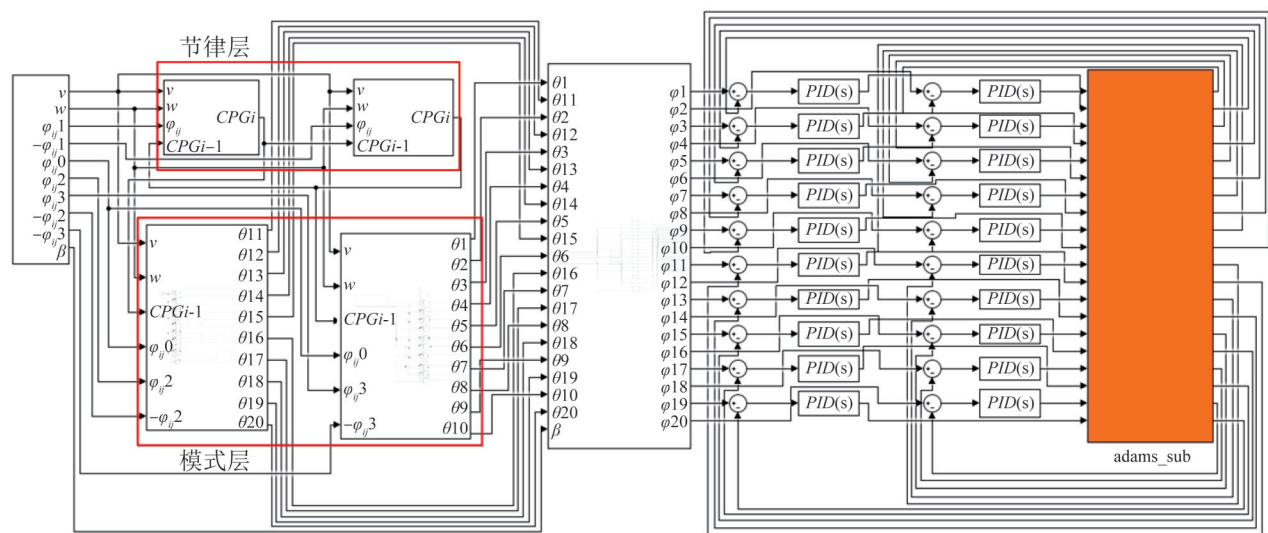 节律层
v
w
φij1
-φij1
φij0
φij2
φij3
-φij2
-φij3
β
v
w
φij
CPGi-1
CPGi
v
w
φij
CPGi-1
CPGi
v
w
CPGi-1
φij0
φij2
-φij2
θ11
θ12
θ13
θ14
θ15
θ16
θ17
θ18
θ19
θ20
v
w
CPGi-1
φij0
φij3
-φij3
θ1
θ2
θ3
θ4
θ5
θ6
θ7
θ8
θ9
θ10
模式层
θ1
θ11
θ2
θ12
θ3
θ13
θ4
θ14
θ5
θ15
θ6
θ16
θ7
θ17
θ8
θ18
θ9
θ19
θ10
θ20
β
φ1
φ2
φ3
φ4
φ5
φ6
φ7
φ8
φ9
φ10
φ11
φ12
φ13
φ14
φ15
φ16
φ17
φ18
φ19
φ20
PID(s) PID(s)
PID(s) PID(s)
PID(s) PID(s)
PID(s) PID(s)
PID(s) PID(s)
PID(s) PID(s)
PID(s) PID(s)
PID(s) PID(s)
PID(s) PID(s)
PID(s) PID(s)
adams_sub